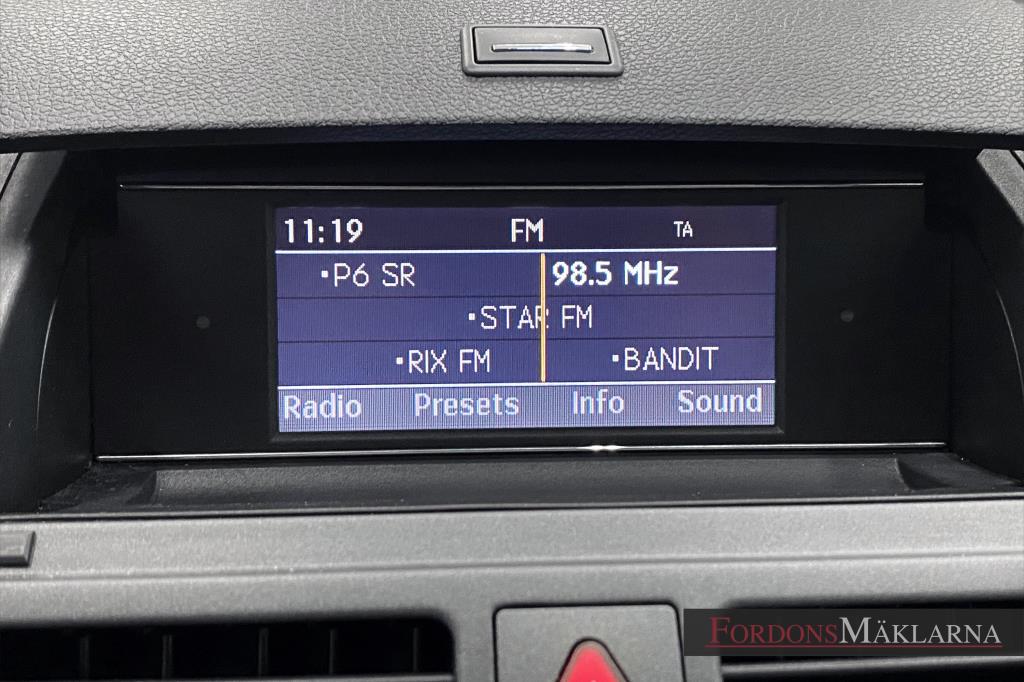 11:19 FM TA
•P6 SR 98.5 MHz
•STAR FM
•RIX FM •BANDIT
Radio Presets Info Sound
FORDONSMÄKLARNA